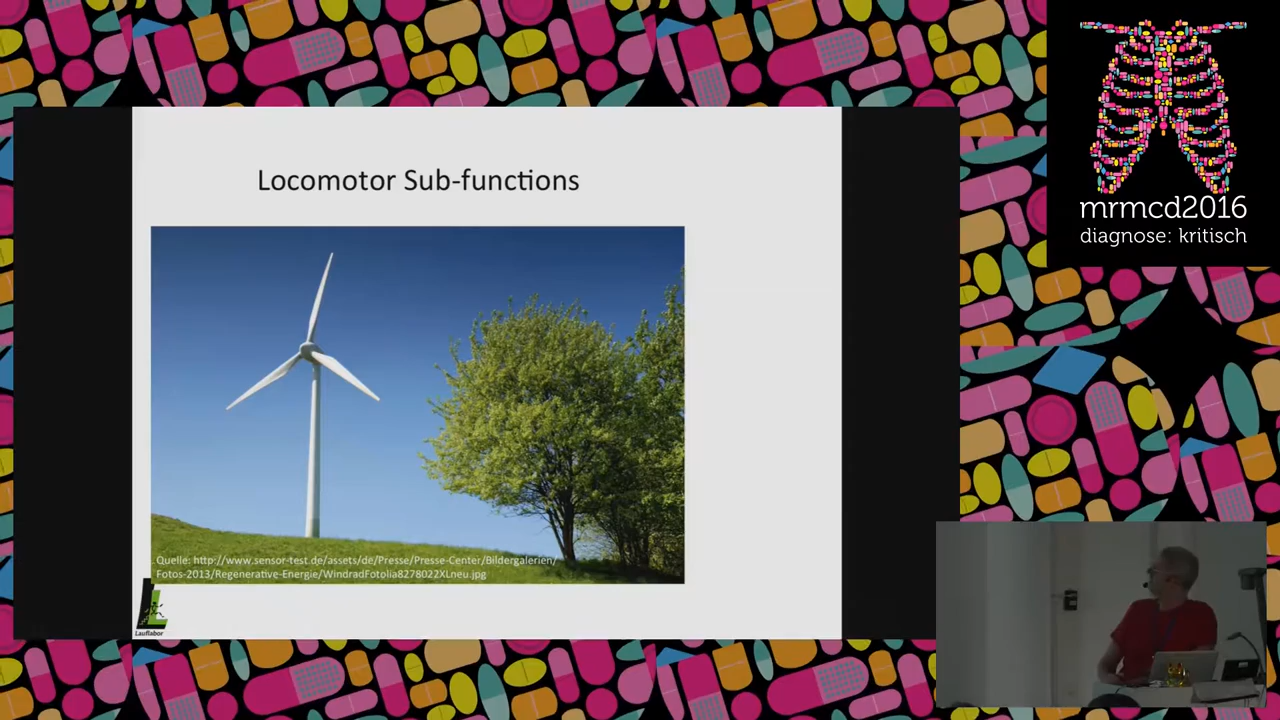 Locomotor Sub-functions
Quelle: http://www.sensor-test.de/assets/de/Presse/Presse-Center/Bildergalerien/
Fotos-2013/Regenerative-Energie/WindradFotolia8278022XLneu.jpg
Lauflabor
mrmcd2016
diagnose: kritisch